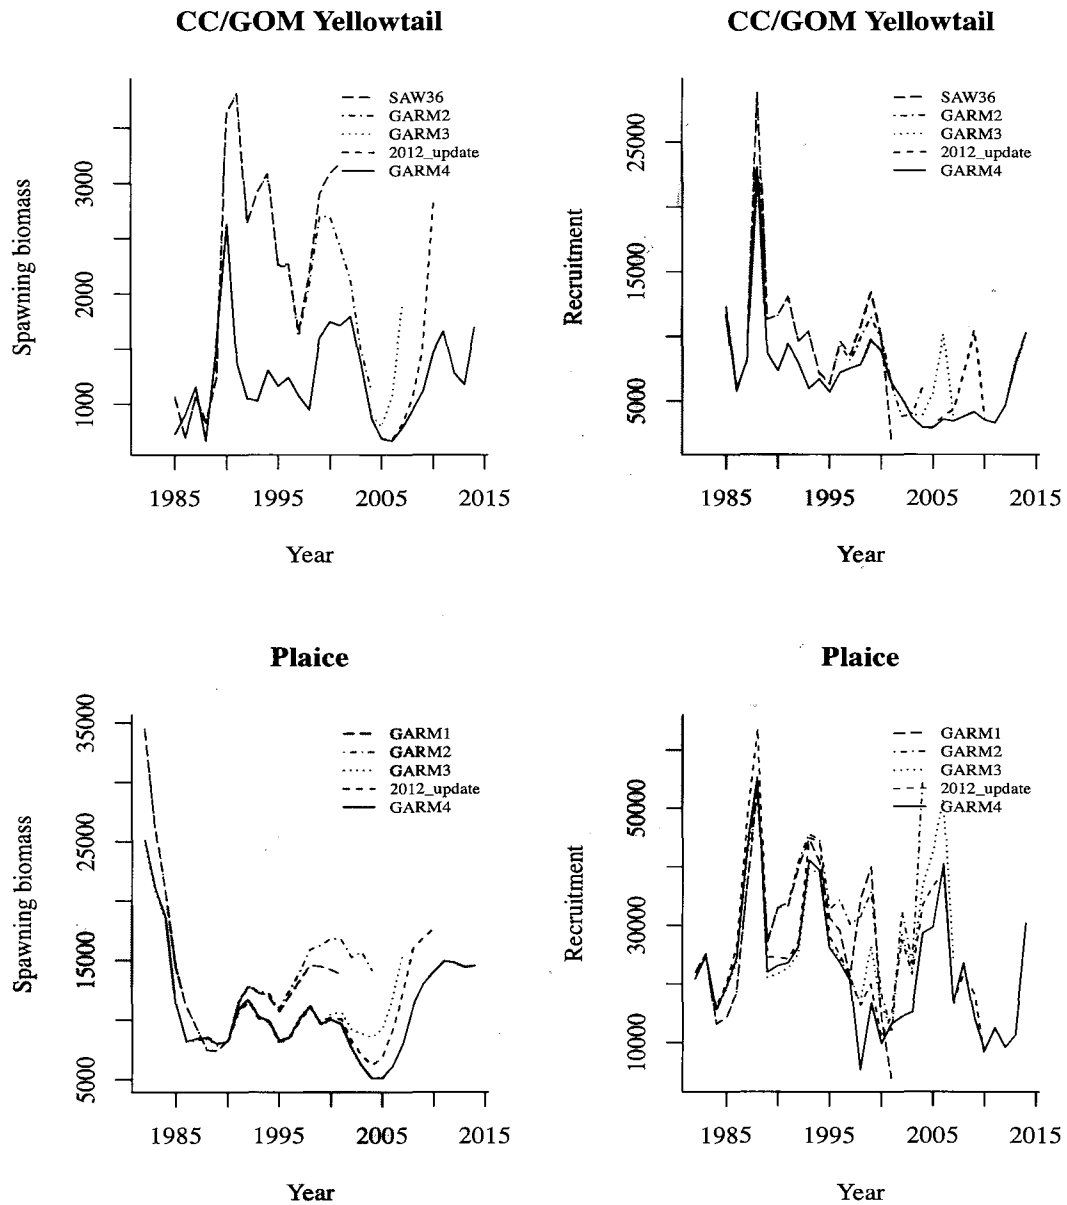 CC/GOM Yellowtail
SAW36
GARM2
GARM3
2012_update
GARM4
Spawning biomass
1000 2000 3000
1985 1995 2005 2015
Year
CC/GOM Yellowtail
SAW36
GARM2
GARM3
2012_update
GARM4
Recruitment
5000 15000 25000
1985 1995 2005 2015
Year
Plaice
GARM1
GARM2
GARM3
2012_update
GARM4
Spawning biomass
5000 15000 25000 35000
1985 1995 2005 2015
Year
Plaice
GARM1
GARM2
GARM3
2012_update
GARM4
Recruitment
10000 30000 50000
1985 1995 2005 2015
Year